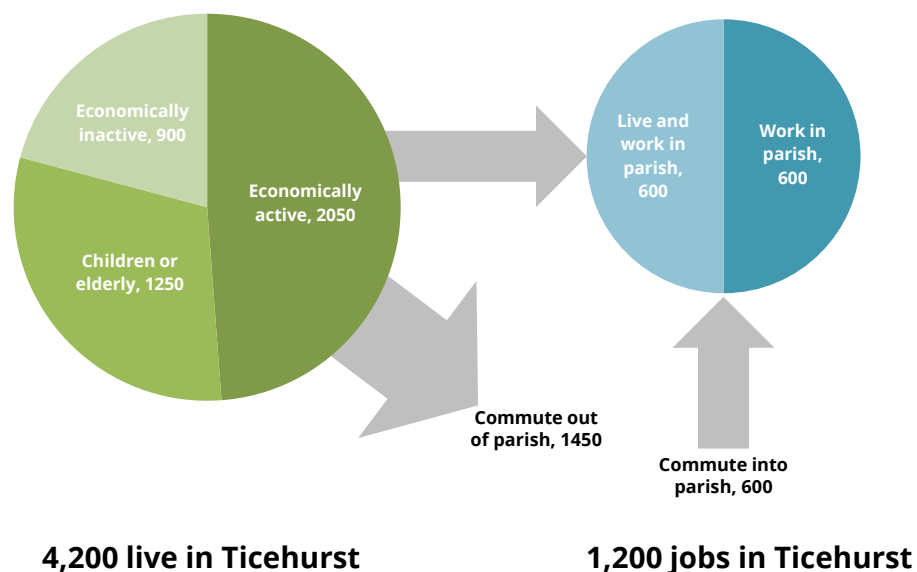 Economically
inactive, 900
Economically
active, 2050
Children or
elderly, 1250
Live and
work in
parish,
600
Work in
parish,
600
Commute out
of parish, 1450
Commute into
parish, 600
4,200 live in Ticehurst
1,200 jobs in Ticehurst